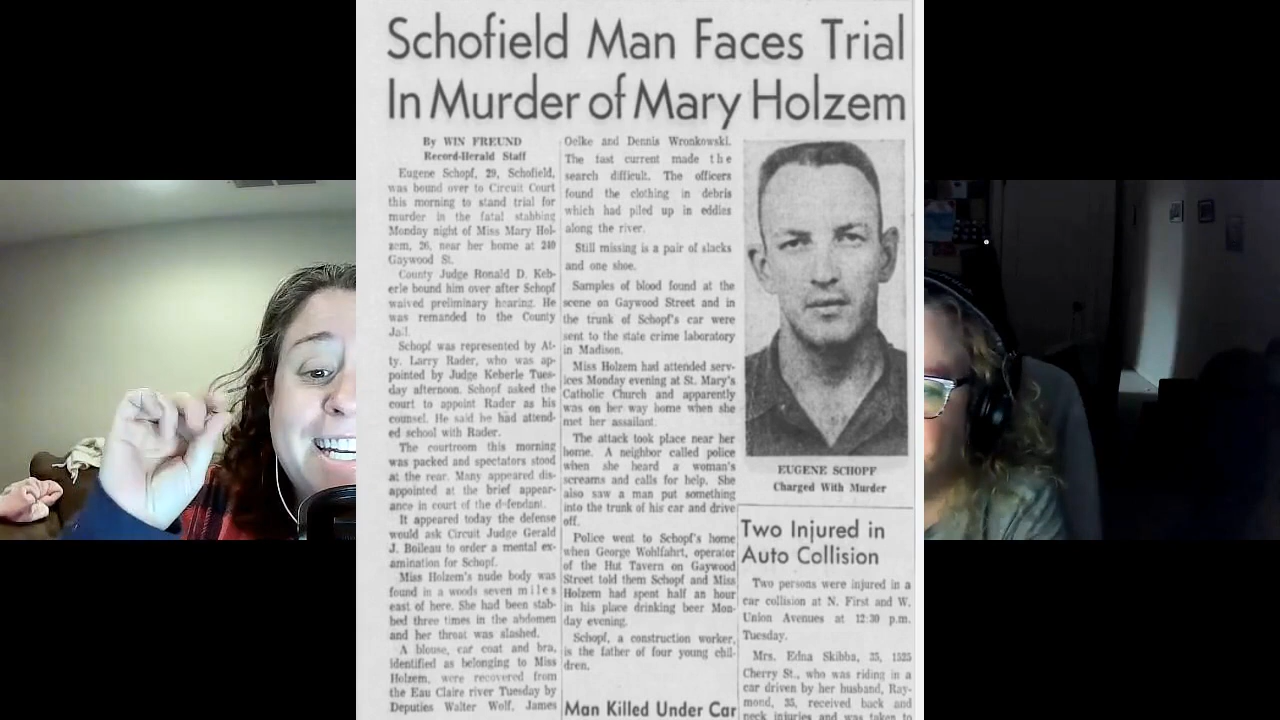 Schofield Man Faces Trial
In Murder of Mary Holzem
By WIN FREUND
Record-Herald Staff
Eugene Schopf, 29, Schofield,
was bound over to Circuit Court
this morning to stand trial for
murder in the fatal stabbing
Monday night of Miss Mary Hol-
zem, 26, near her home at 240
Gaywood St.
County Judge Ronald D. Keb-
erle bound him over after Schopf
waived preliminary hearing. He
was remanded to the County
Jail.
Schopf was represented by At-
ty. Larry Rader, who was ap-
pointed by Judge Keberle Tues-
day afternoon. Schopf asked the
court to appoint Rader as his
counsel. He said he had attend-
ed school with Rader.
The courtroom this morning
was packed and spectators stood
at the rear. Many appeared dis-
appointed at the brief appear-
ance in court of the defendant.
It appeared today the defense
would ask Circuit Judge Gerald
J. Boileau to order a mental ex-
amination for Schopf.
Miss Holzem's nude body was
found in a woods seven miles
east of here. She had been stab-
bed three times in the abdomen
and her throat was slashed.
A blouse, car coat and bra,
identified as belonging to Miss
Holzem, were recovered from
the Eau Claire river Tuesday by
Deputies Walter Wolf, James
Oelke and Dennis Wronkowski.
The fast current made the
search difficult. The officers
found the clothing in debris
which had piled up in eddies
along the river.
Still missing is a pair of slacks
and one shoe.
Samples of blood found at the
scene on Gaywood Street and in
the trunk of Schopf's car were
sent to the state crime laboratory
in Madison.
Miss Holzem had attended serv-
ices Monday evening at St. Mary's
Catholic Church and apparently
was on her way home when she
met her assailant.
The attack took place near her
home. A neighbor called police
when she heard a woman's
screams and calls for help. She
also saw a man put something
into the trunk of his car and drive
off.
Police went to Schopf's home
when George Wohlfahrt, operator
of the Hut Tavern on Gaywood
Street told them Schopf and Miss
Holzem had spent half an hour
in his place drinking beer Mon-
day evening.
Schopf, a construction worker,
is the father of four young chil-
dren.
Man Killed Under Car
EUGENE SCHOPF
Charged With Murder
Two Injured in
Auto Collision
Two persons were injured in a
car collision at N. First and W.
Union Avenues at 12:30 p.m.
Tuesday.
Mrs. Edna Skibba, 35, 1525
Cherry St., who was riding in a
car driven by her husband, Ray-
mond, 35, received back and
neck injuries and was taken to